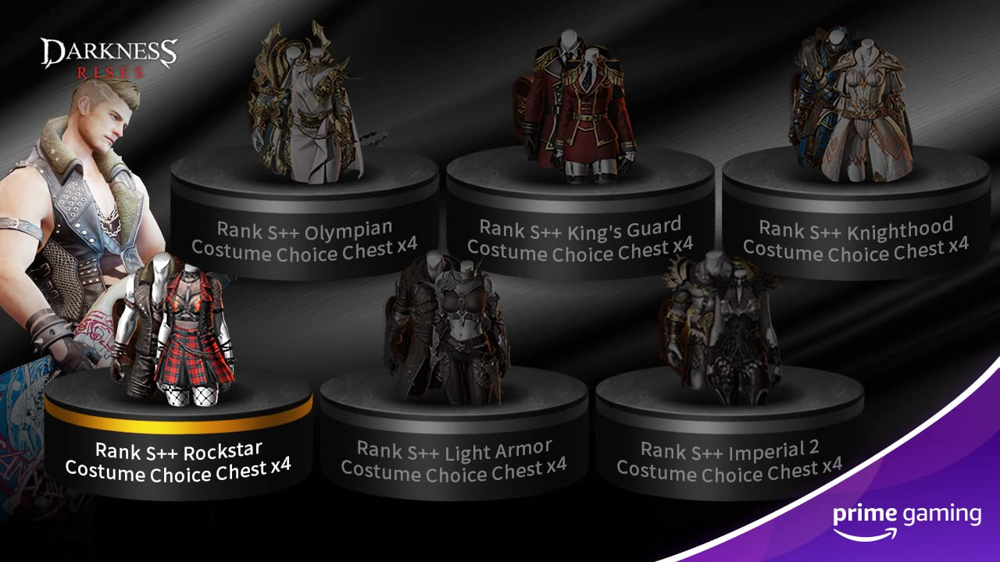 DARKNESS
RISES
Rank S++ Olympian
Costume Choice Chest x4
Rank S++ King's Guard
Costume Choice Chest x4
Rank S++ Knighthood
Costume Choice Chest x4
Rank S++ Rockstar
Costume Choice Chest x4
Rank S++ Light Armor
Costume Choice Chest x4
Rank S++ Imperial 2
Costume Choice Chest x4
prime gaming